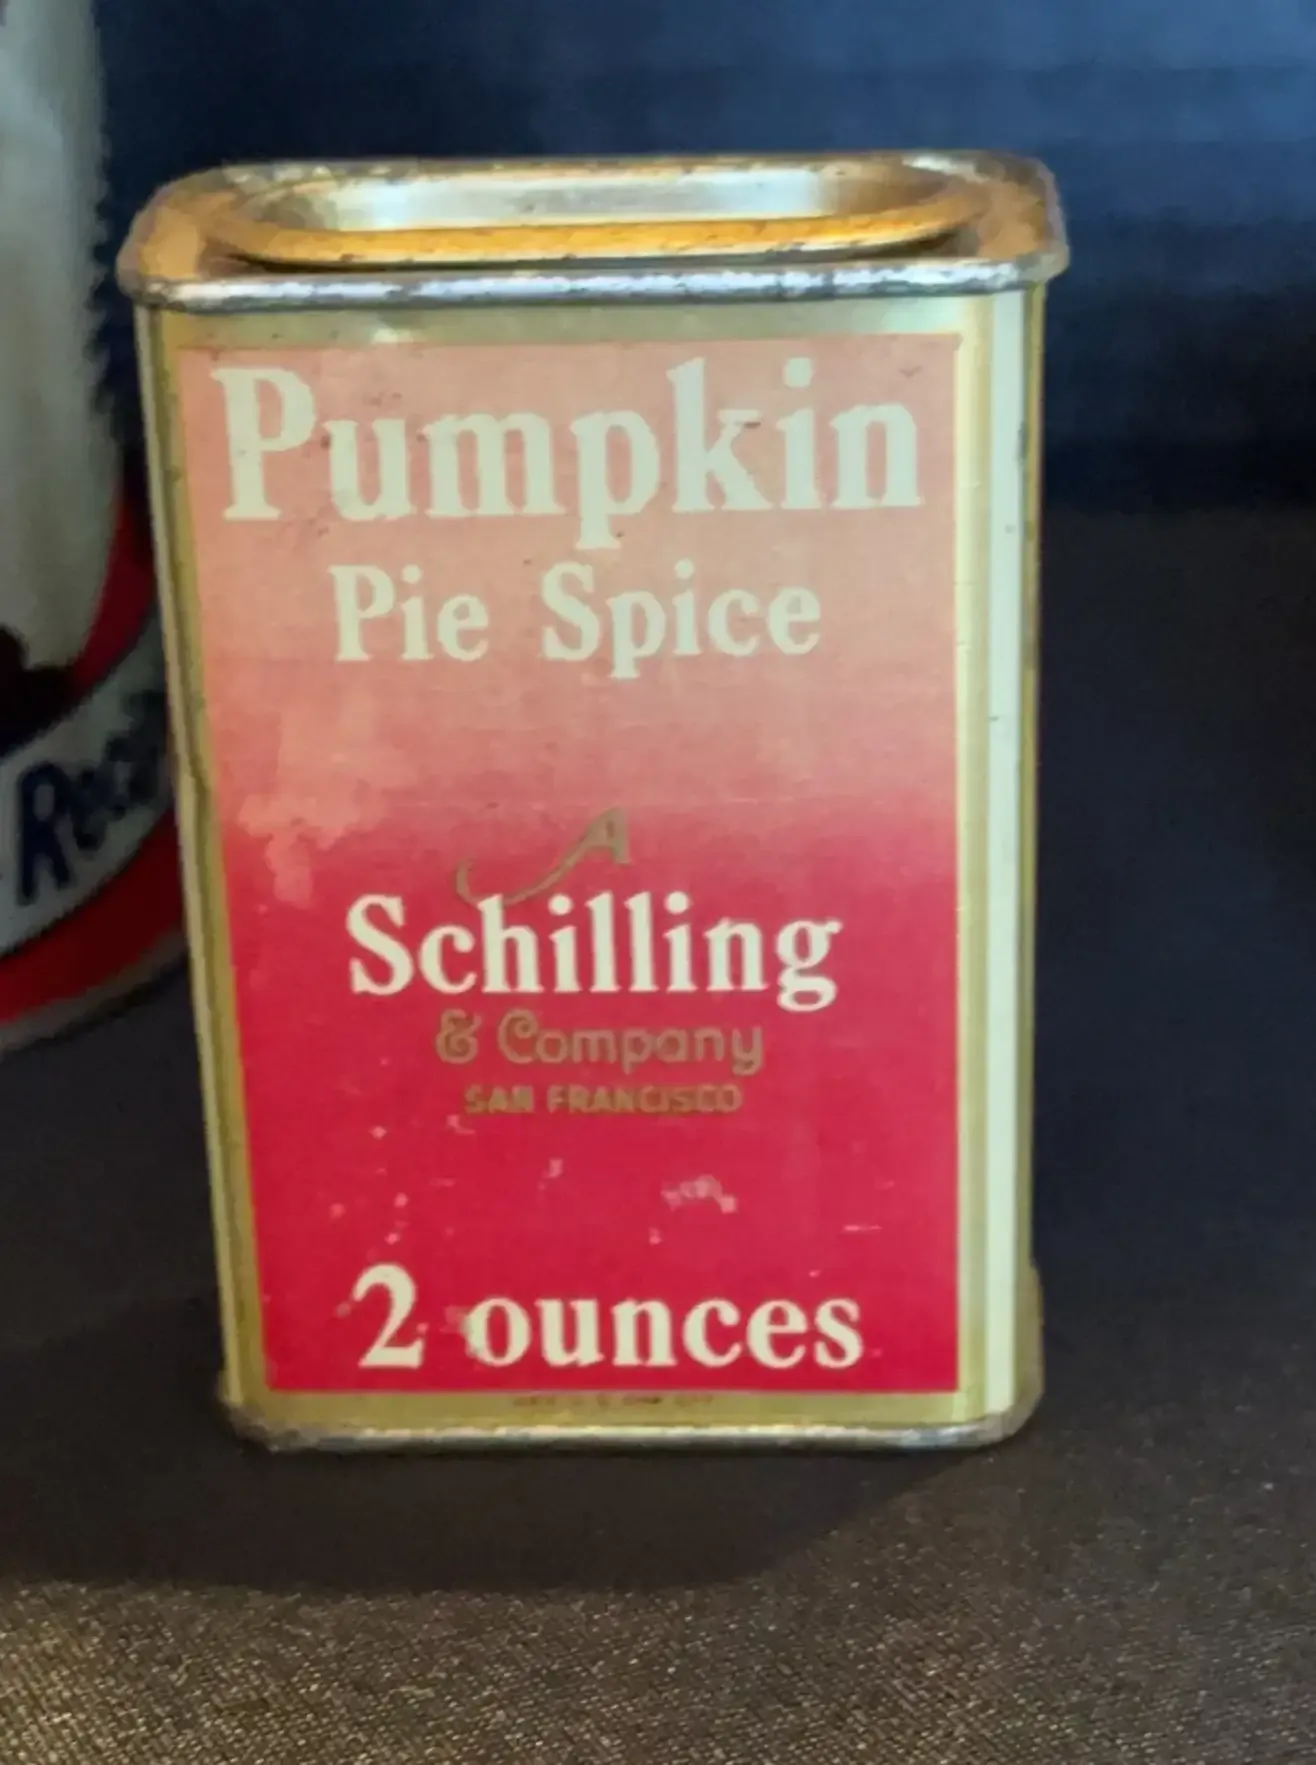 Pumpkin
Pie Spice
A
Schilling
& Company
SAN FRANCISCO
2 ounces